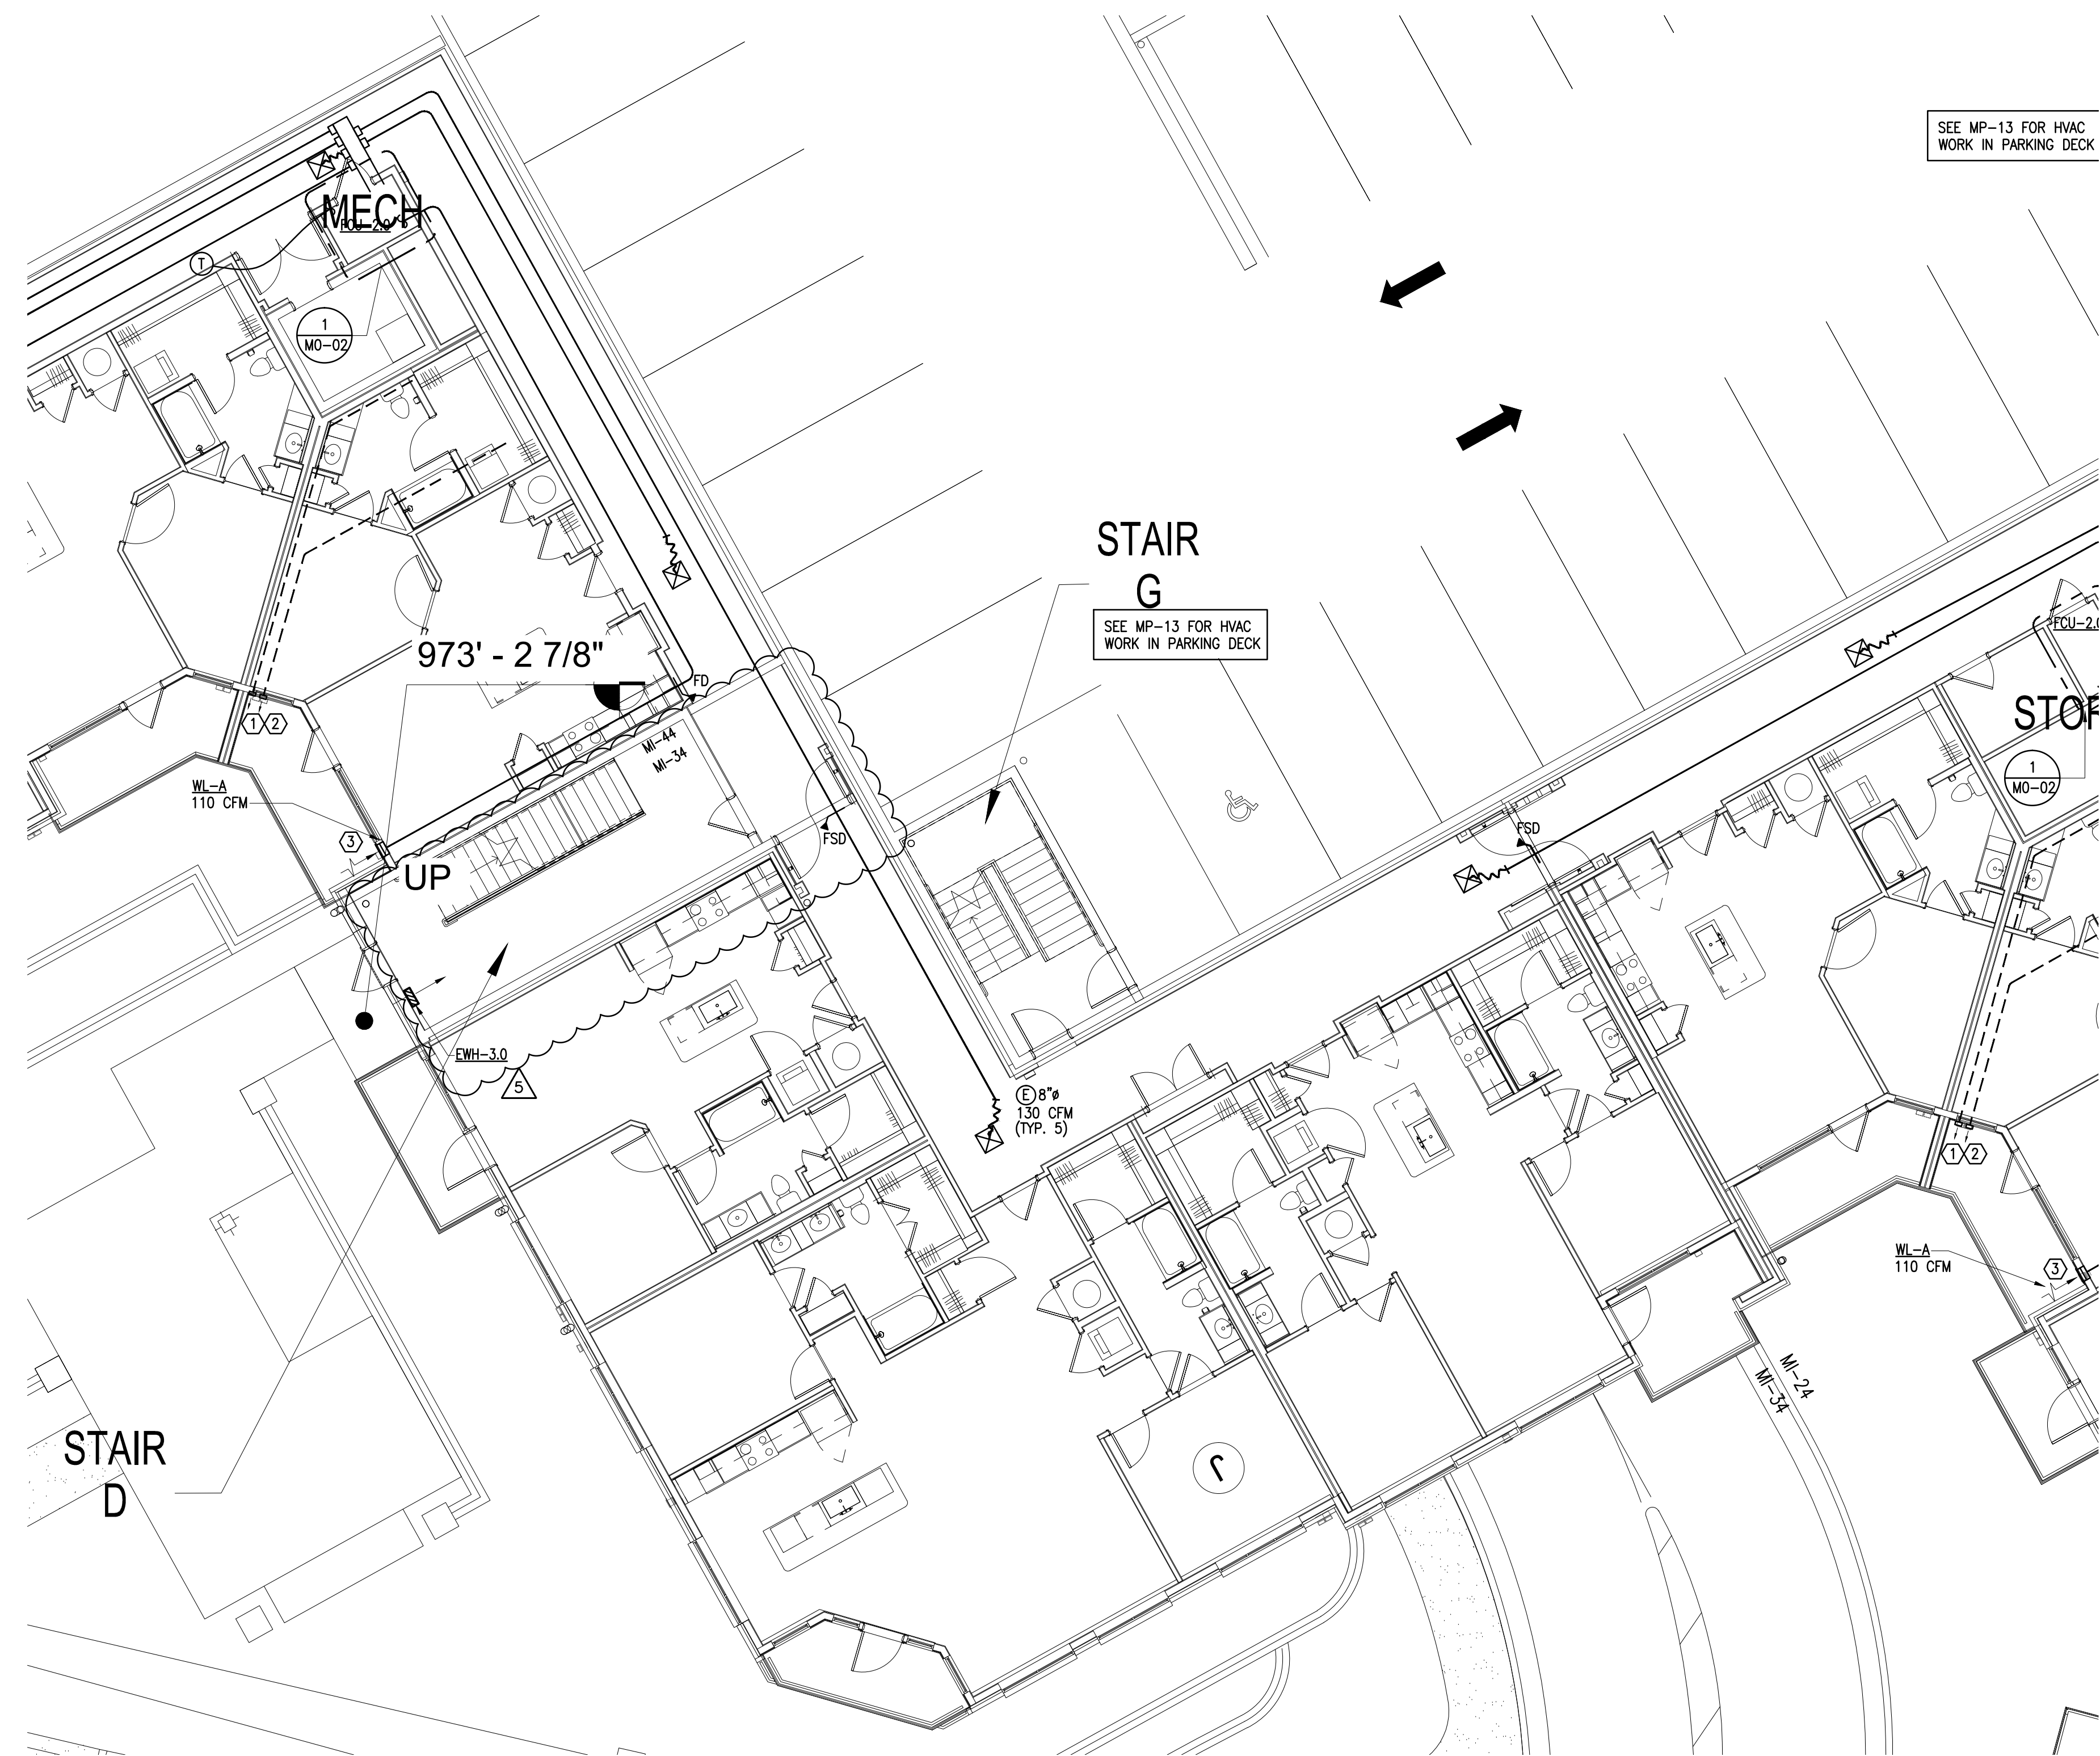 SEE MP-13 FOR HVAC
WORK IN PARKING DECK
MECH
T
1
MO-02
STAIR
G
SEE MP-13 FOR HVAC
WORK IN PARKING DECK
FCU-2.0
973' - 2 7/8"
FD
MI-44
MI-34
1 2
WL-A
110 CFM
3
UP
FSD
FSD
STOR
1
MO-02
EWH-3.0
5
E 8"ø
130 CFM
(TYP. 5)
1 2
WL-A
110 CFM
3
MI-24
MI-34
STAIR
D